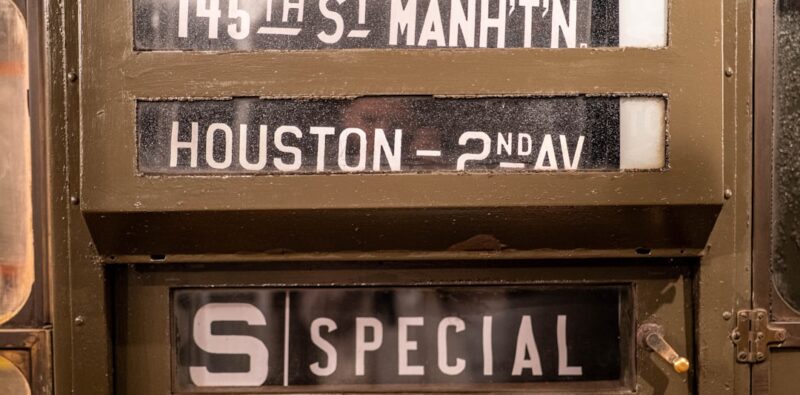 145TH ST MANH'T'N.
HOUSTON - 2ND AV
S SPECIAL